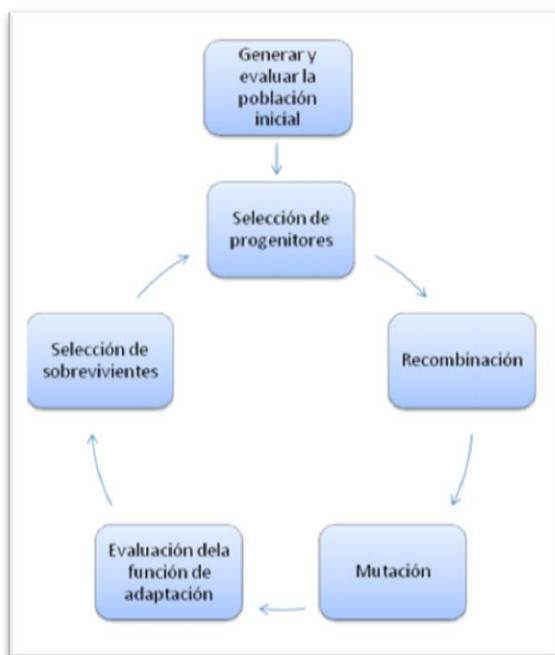 Generar y
evaluar la
población
inicial
Selección de
progenitores
Recombinación
Mutación
Evaluación dela
función de
adaptación
Selección de
sobrevivientes